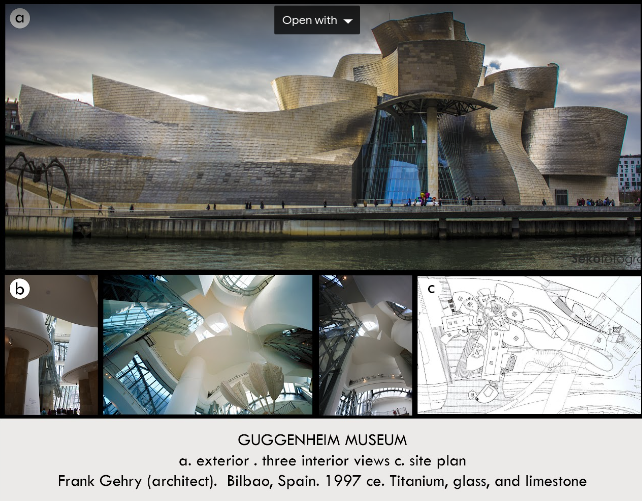 a
Open with
b
c
GUGGENHEIM MUSEUM
a. exterior . three interior views c. site plan
Frank Gehry (architect).  Bilbao, Spain. 1997 ce. Titanium, glass, and limestone